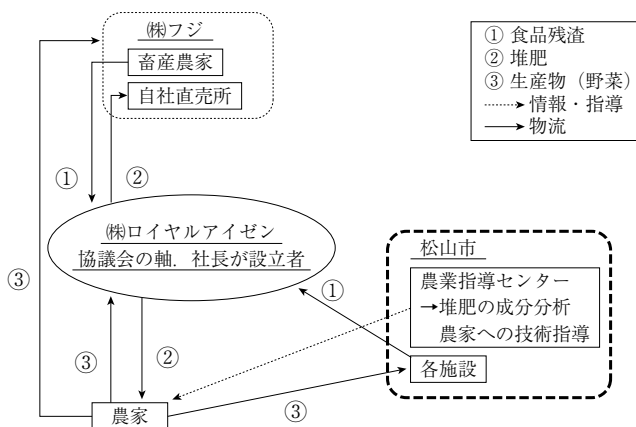 ㈱フジ
畜産農家
自社直売所
① 食品残渣
② 堆肥
③ 生産物（野菜）
情報・指導
物流
①
②
㈱ロイヤルアイゼン
協議会の軸．社長が設立者
③
松山市
農業指導センター
→堆肥の成分分析
農家への技術指導
①
各施設
③
②
農家
③